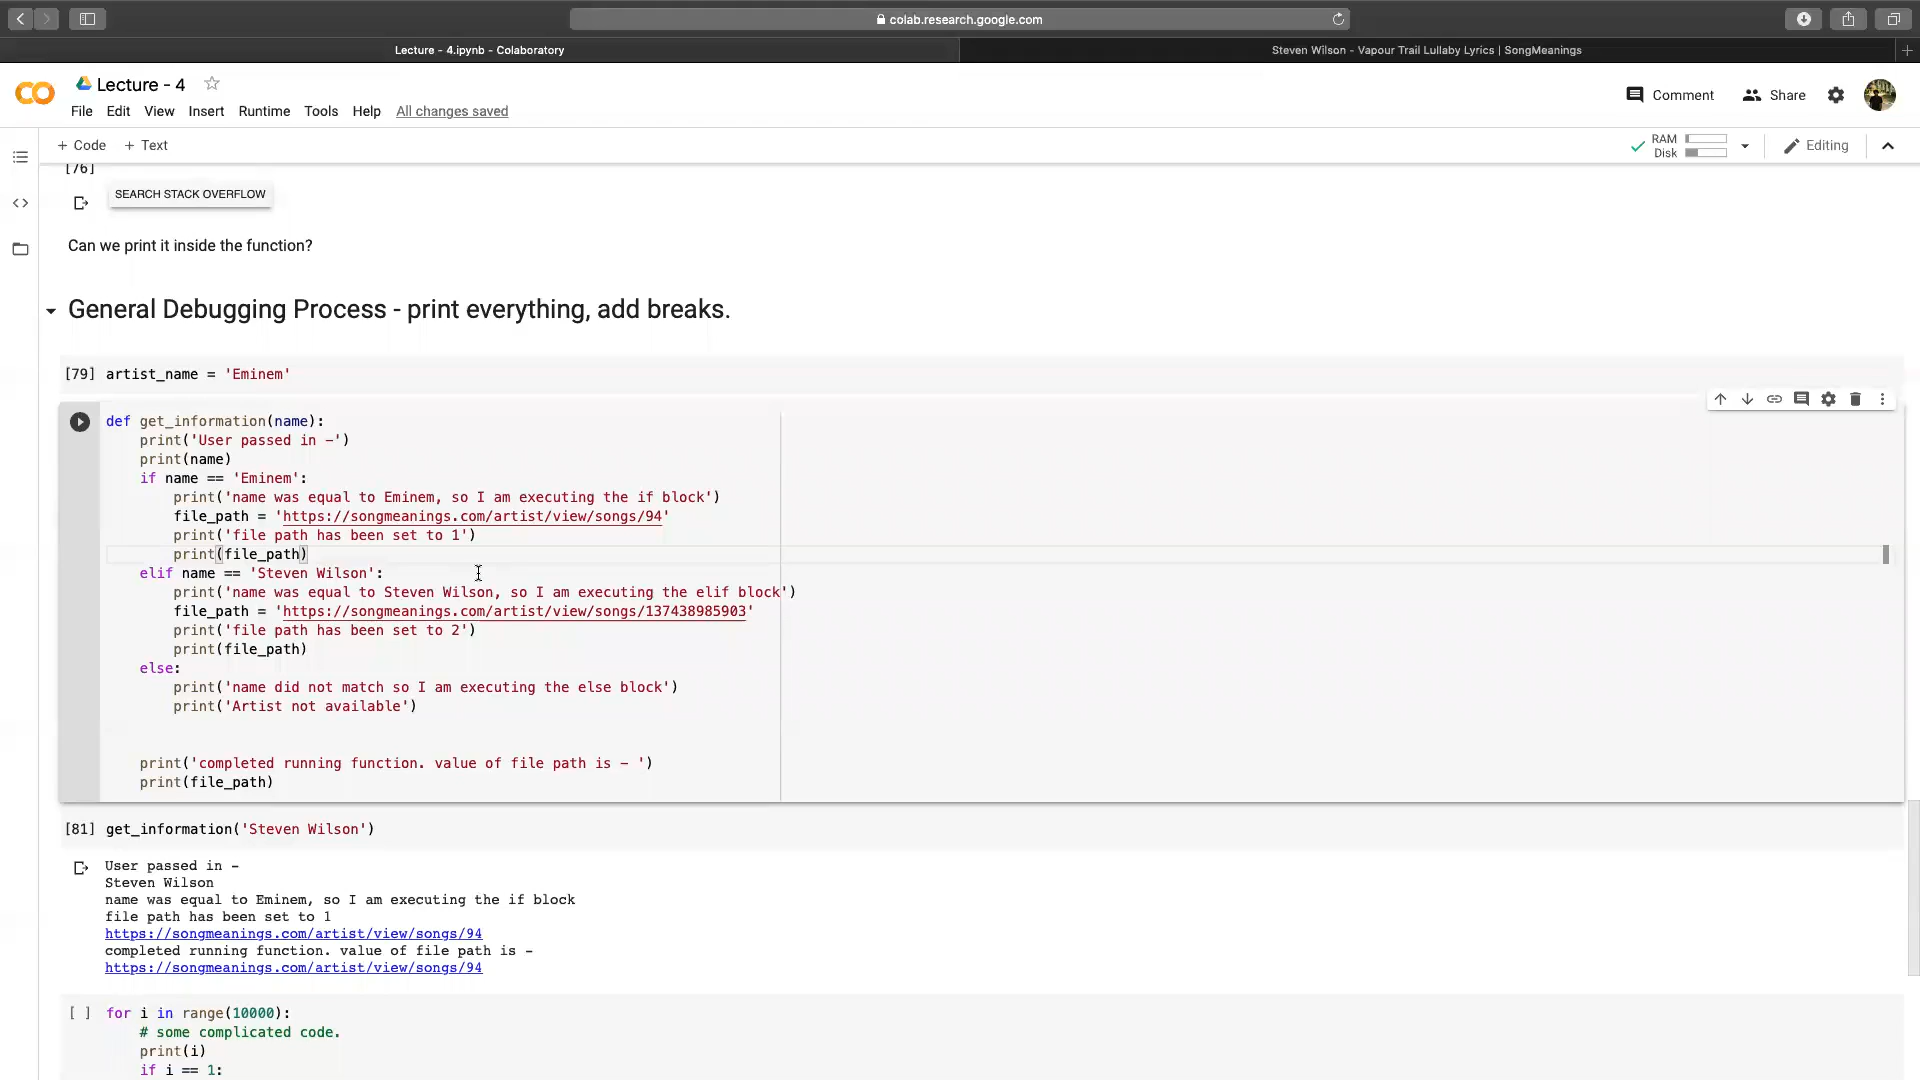 colab.research.google.com
Lecture - 4.ipynb - Colaboratory
Steven Wilson - Vapour Trail Lullaby Lyrics | SongMeanings
CO
Lecture - 4
Comment
Share
File Edit View Insert Runtime Tools Help All changes saved
+ Code + Text
RAM
Disk
Editing
[76]
SEARCH STACK OVERFLOW
Can we print it inside the function?
General Debugging Process - print everything, add breaks.
[79] artist_name = 'Eminem'
def get_information(name):
print('User passed in -')
print(name)
if name == 'Eminem':
print('name was equal to Eminem, so I am executing the if block')
file_path = 'https://songmeanings.com/artist/view/songs/94'
print('file path has been set to 1')
print(file_path)
elif name == 'Steven Wilson':
print('name was equal to Steven Wilson, so I am executing the elif block')
file_path = 'https://songmeanings.com/artist/view/songs/137438985903'
print('file path has been set to 2')
print(file_path)
else:
print('name did not match so I am executing the else block')
print('Artist not available')
print('completed running function. value of file path is - ')
print(file_path)
[81] get_information('Steven Wilson')
User passed in -
Steven Wilson
name was equal to Eminem, so I am executing the if block
file path has been set to 1
https://songmeanings.com/artist/view/songs/94
completed running function. value of file path is -
https://songmeanings.com/artist/view/songs/94
[ ] for i in range(10000):
# some complicated code.
print(i)
if i == 1: